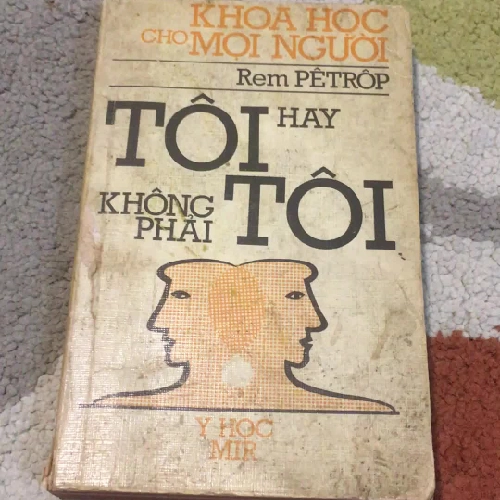 KHOA HỌC
CHO MỌI NGƯỜI
Rem PÊTRÔP
TÔI HAY
KHÔNG PHẢI TÔI
Y HỌC
MIR